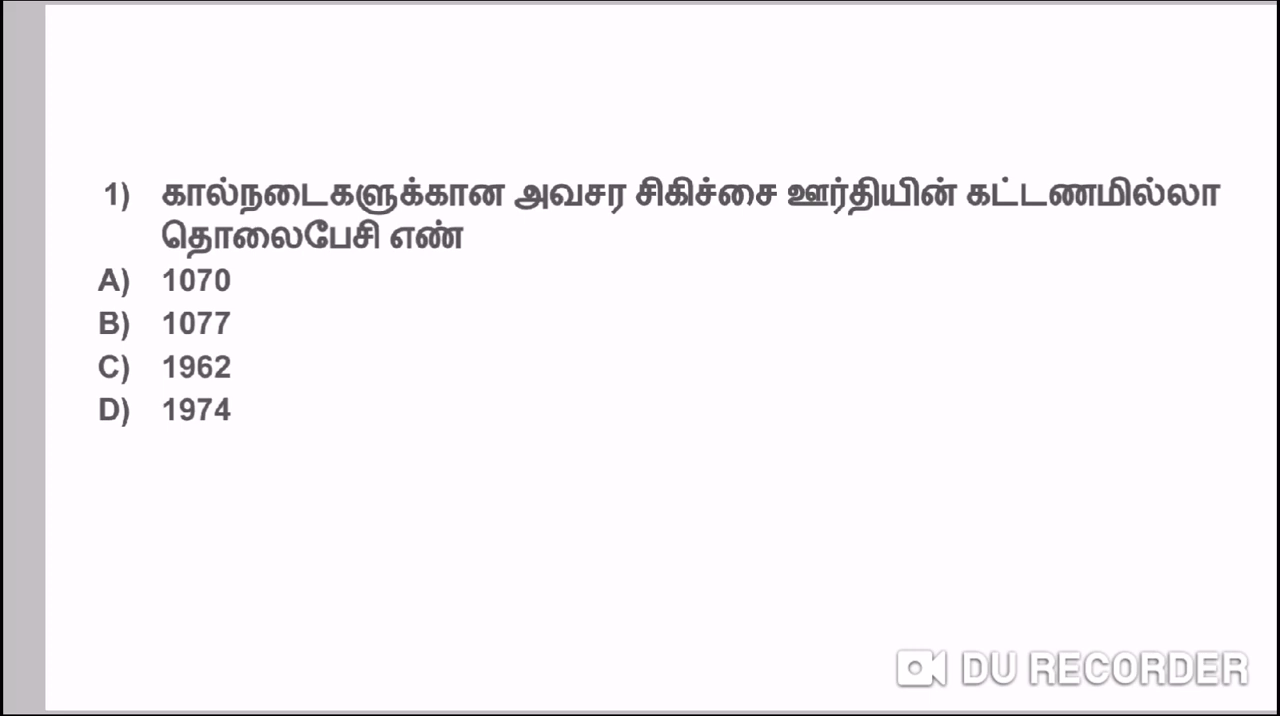 1) கால்நடைகளுக்கான அவசர சிகிச்சை ஊர்தியின் கட்டணமில்லா
தொலைபேசி எண்
A) 1070
B) 1077
C) 1962
D) 1974
DU RECORDER